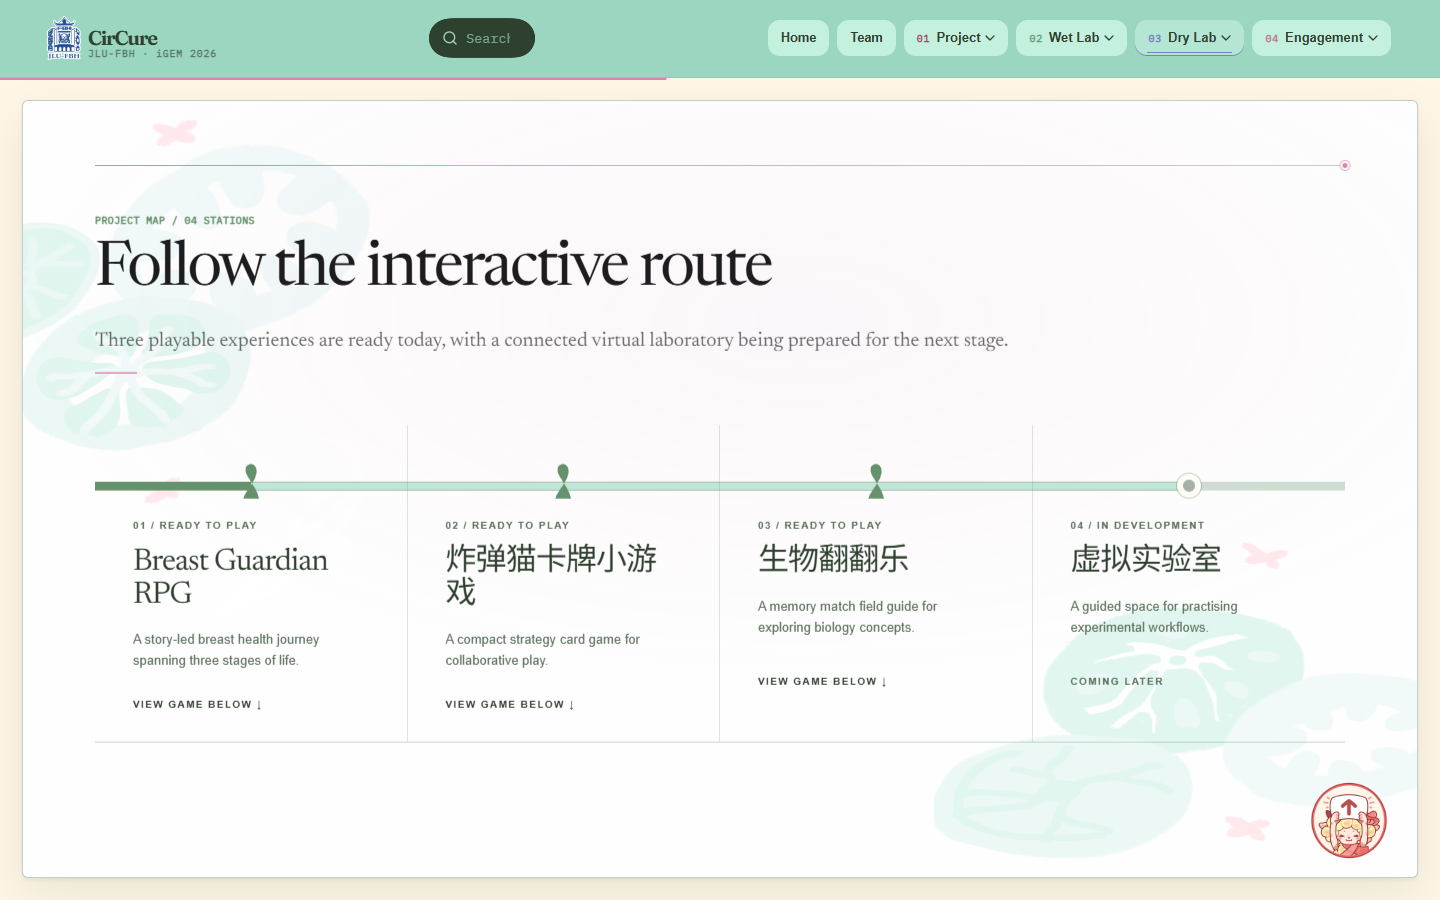 CirCure
JLU-FBH · iGEM 2026
Search
Home
Team
01 Project
02 Wet Lab
03 Dry Lab
04 Engagement
PROJECT MAP / 04 STATIONS
Follow the interactive route
Three playable experiences are ready today, with a connected virtual laboratory being prepared for the next stage.
01 / READY TO PLAY
Breast Guardian
RPG
A story-led breast health journey
spanning three stages of life.
VIEW GAME BELOW ↓
02 / READY TO PLAY
炸弹猫卡牌小游
戏
A compact strategy card game for
collaborative play.
VIEW GAME BELOW ↓
03 / READY TO PLAY
生物翻翻乐
A memory match field guide for
exploring biology concepts.
VIEW GAME BELOW ↓
04 / IN DEVELOPMENT
虚拟实验室
A guided space for practising
experimental workflows.
COMING LATER
JLU-FBH